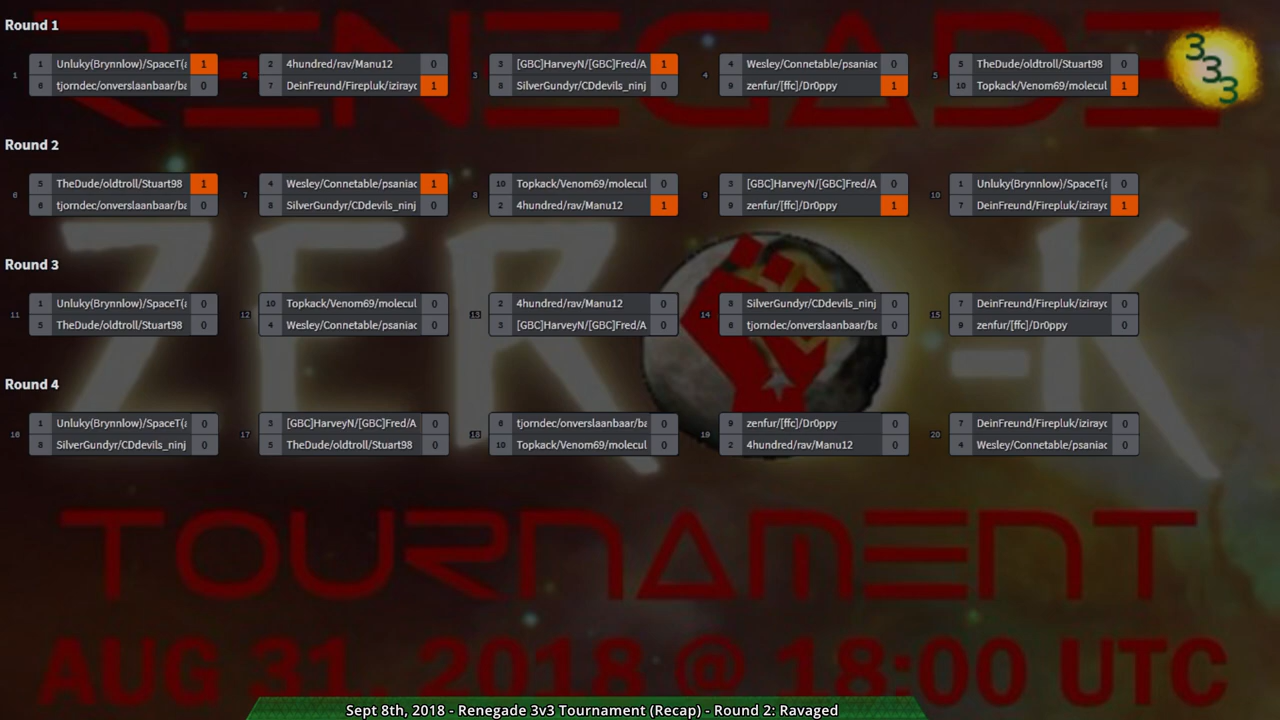 RENEGADE
3
3
3
Round 1
1 1 Unluky(Brynnlow)/SpaceT(a 1
6 tjorndec/onverslaanbaar/ba 0
2 2 4hundred/rav/Manu12 0
7 DeinFreund/Firepluk/izirayc 1
3 3 [GBC]HarveyN/[GBC]Fred/A 1
8 SilverGundyr/CDdevils_ninj 0
4 4 Wesley/Connetable/psaniac 0
9 zenfur/[ffc]/Dr0ppy 1
5 5 TheDude/oldtroll/Stuart98 0
10 Topkack/Venom69/molecul 1
Round 2
6 5 TheDude/oldtroll/Stuart98 1
6 tjorndec/onverslaanbaar/ba 0
7 4 Wesley/Connetable/psaniac 1
8 SilverGundyr/CDdevils_ninj 0
8 10 Topkack/Venom69/molecul 0
2 4hundred/rav/Manu12 1
9 3 [GBC]HarveyN/[GBC]Fred/A 0
9 zenfur/[ffc]/Dr0ppy 1
10 1 Unluky(Brynnlow)/SpaceT(a 0
7 DeinFreund/Firepluk/izirayc 1
ZERO-K
Round 3
11 1 Unluky(Brynnlow)/SpaceT(a 0
5 TheDude/oldtroll/Stuart98 0
12 10 Topkack/Venom69/molecul 0
4 Wesley/Connetable/psaniac 0
13 2 4hundred/rav/Manu12 0
3 [GBC]HarveyN/[GBC]Fred/A 0
14 8 SilverGundyr/CDdevils_ninj 0
6 tjorndec/onverslaanbaar/ba 0
15 7 DeinFreund/Firepluk/izirayc 0
9 zenfur/[ffc]/Dr0ppy 0
Round 4
16 1 Unluky(Brynnlow)/SpaceT(a 0
8 SilverGundyr/CDdevils_ninj 0
17 3 [GBC]HarveyN/[GBC]Fred/A 0
5 TheDude/oldtroll/Stuart98 0
18 6 tjorndec/onverslaanbaar/ba 0
10 Topkack/Venom69/molecul 0
19 9 zenfur/[ffc]/Dr0ppy 0
2 4hundred/rav/Manu12 0
20 7 DeinFreund/Firepluk/izirayc 0
4 Wesley/Connetable/psaniac 0
TOURNAMENT
AUG 31, 2018 @ 18:00 UTC
Sept 8th, 2018 - Renegade 3v3 Tournament (Recap) - Round 2: Ravaged